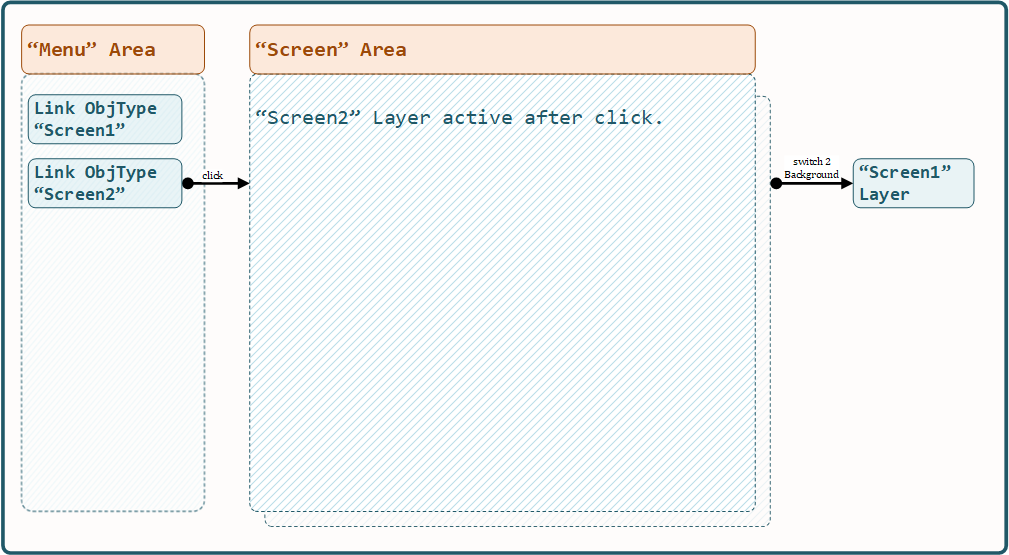 “Menu” Area
“Screen” Area
Link ObjType
“Screen1”
“Screen2” Layer active after click.
Link ObjType
“Screen2”
click
switch 2
Background
“Screen1”
Layer